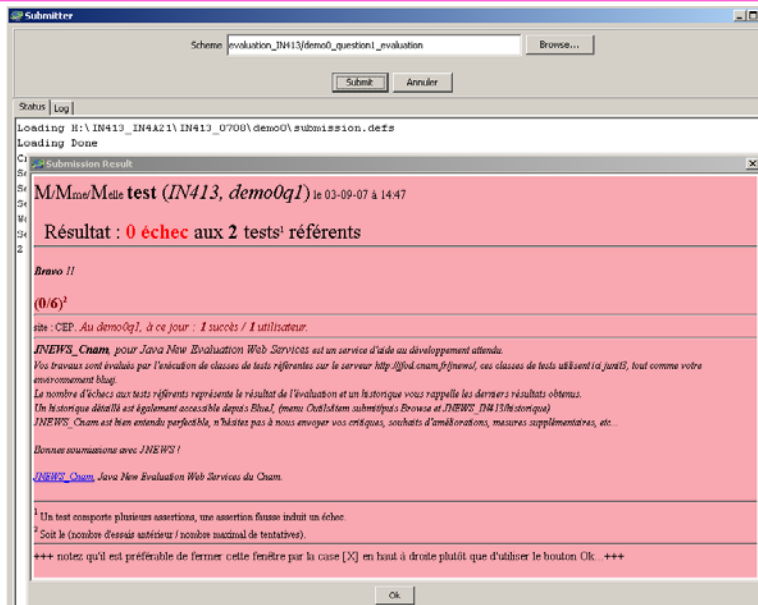 Submitter
Scheme evaluation_IN413/demo0_question1_evaluation Browse...
Submit Annuler
Status Log
Loading H:\IN413_IN4A21\IN413_0708\demo0\submission.defs
Loading Done
Submission Result
M/Mme/Melle test (IN413, demo0q1) le 03-09-07 à 14:47
Résultat : 0 échec aux 2 tests¹ référents
Bravo !!
(0/6)²
site : CEP. Au demo0q1, à ce jour : 1 succès / 1 utilisateur.
JNEWS_Cnam, pour Java New Evaluation Web Services est un service d'aide au développement attendu.
Vos travaux sont évalués par l'exécution de classes de tests référentes sur le serveur http://jfod.cnam.fr/jnews/, ces classes de tests utilisent ici junit3, tout comme votre
environnement bluej.
Le nombre d'échecs aux tests référents représente le résultat de l'évaluation et un historique vous rappelle les derniers résultats obtenus.
Un historique détaillé est également accessible depuis BlueJ, (menu Outils/item submit/puis Browse et JNEWS_IN413/historique)
JNEWS_Cnam est bien entendu perfectible, n'hésitez pas à nous envoyer vos critiques, souhaits d'améliorations, mesures supplémentaires, etc...
Bonnes soumissions avec JNEWS !
JNEWS_Cnam, Java New Evaluation Web Services du Cnam.
¹ Un test comporte plusieurs assertions, une assertion fausse induit un échec.
² Soit le (nombre d'essais antérieur / nombre maximal de tentatives).
+++ notez qu'il est préférable de fermer cette fenêtre par la case [X] en haut à droite plutôt que d'utiliser le bouton Ok...+++
Ok